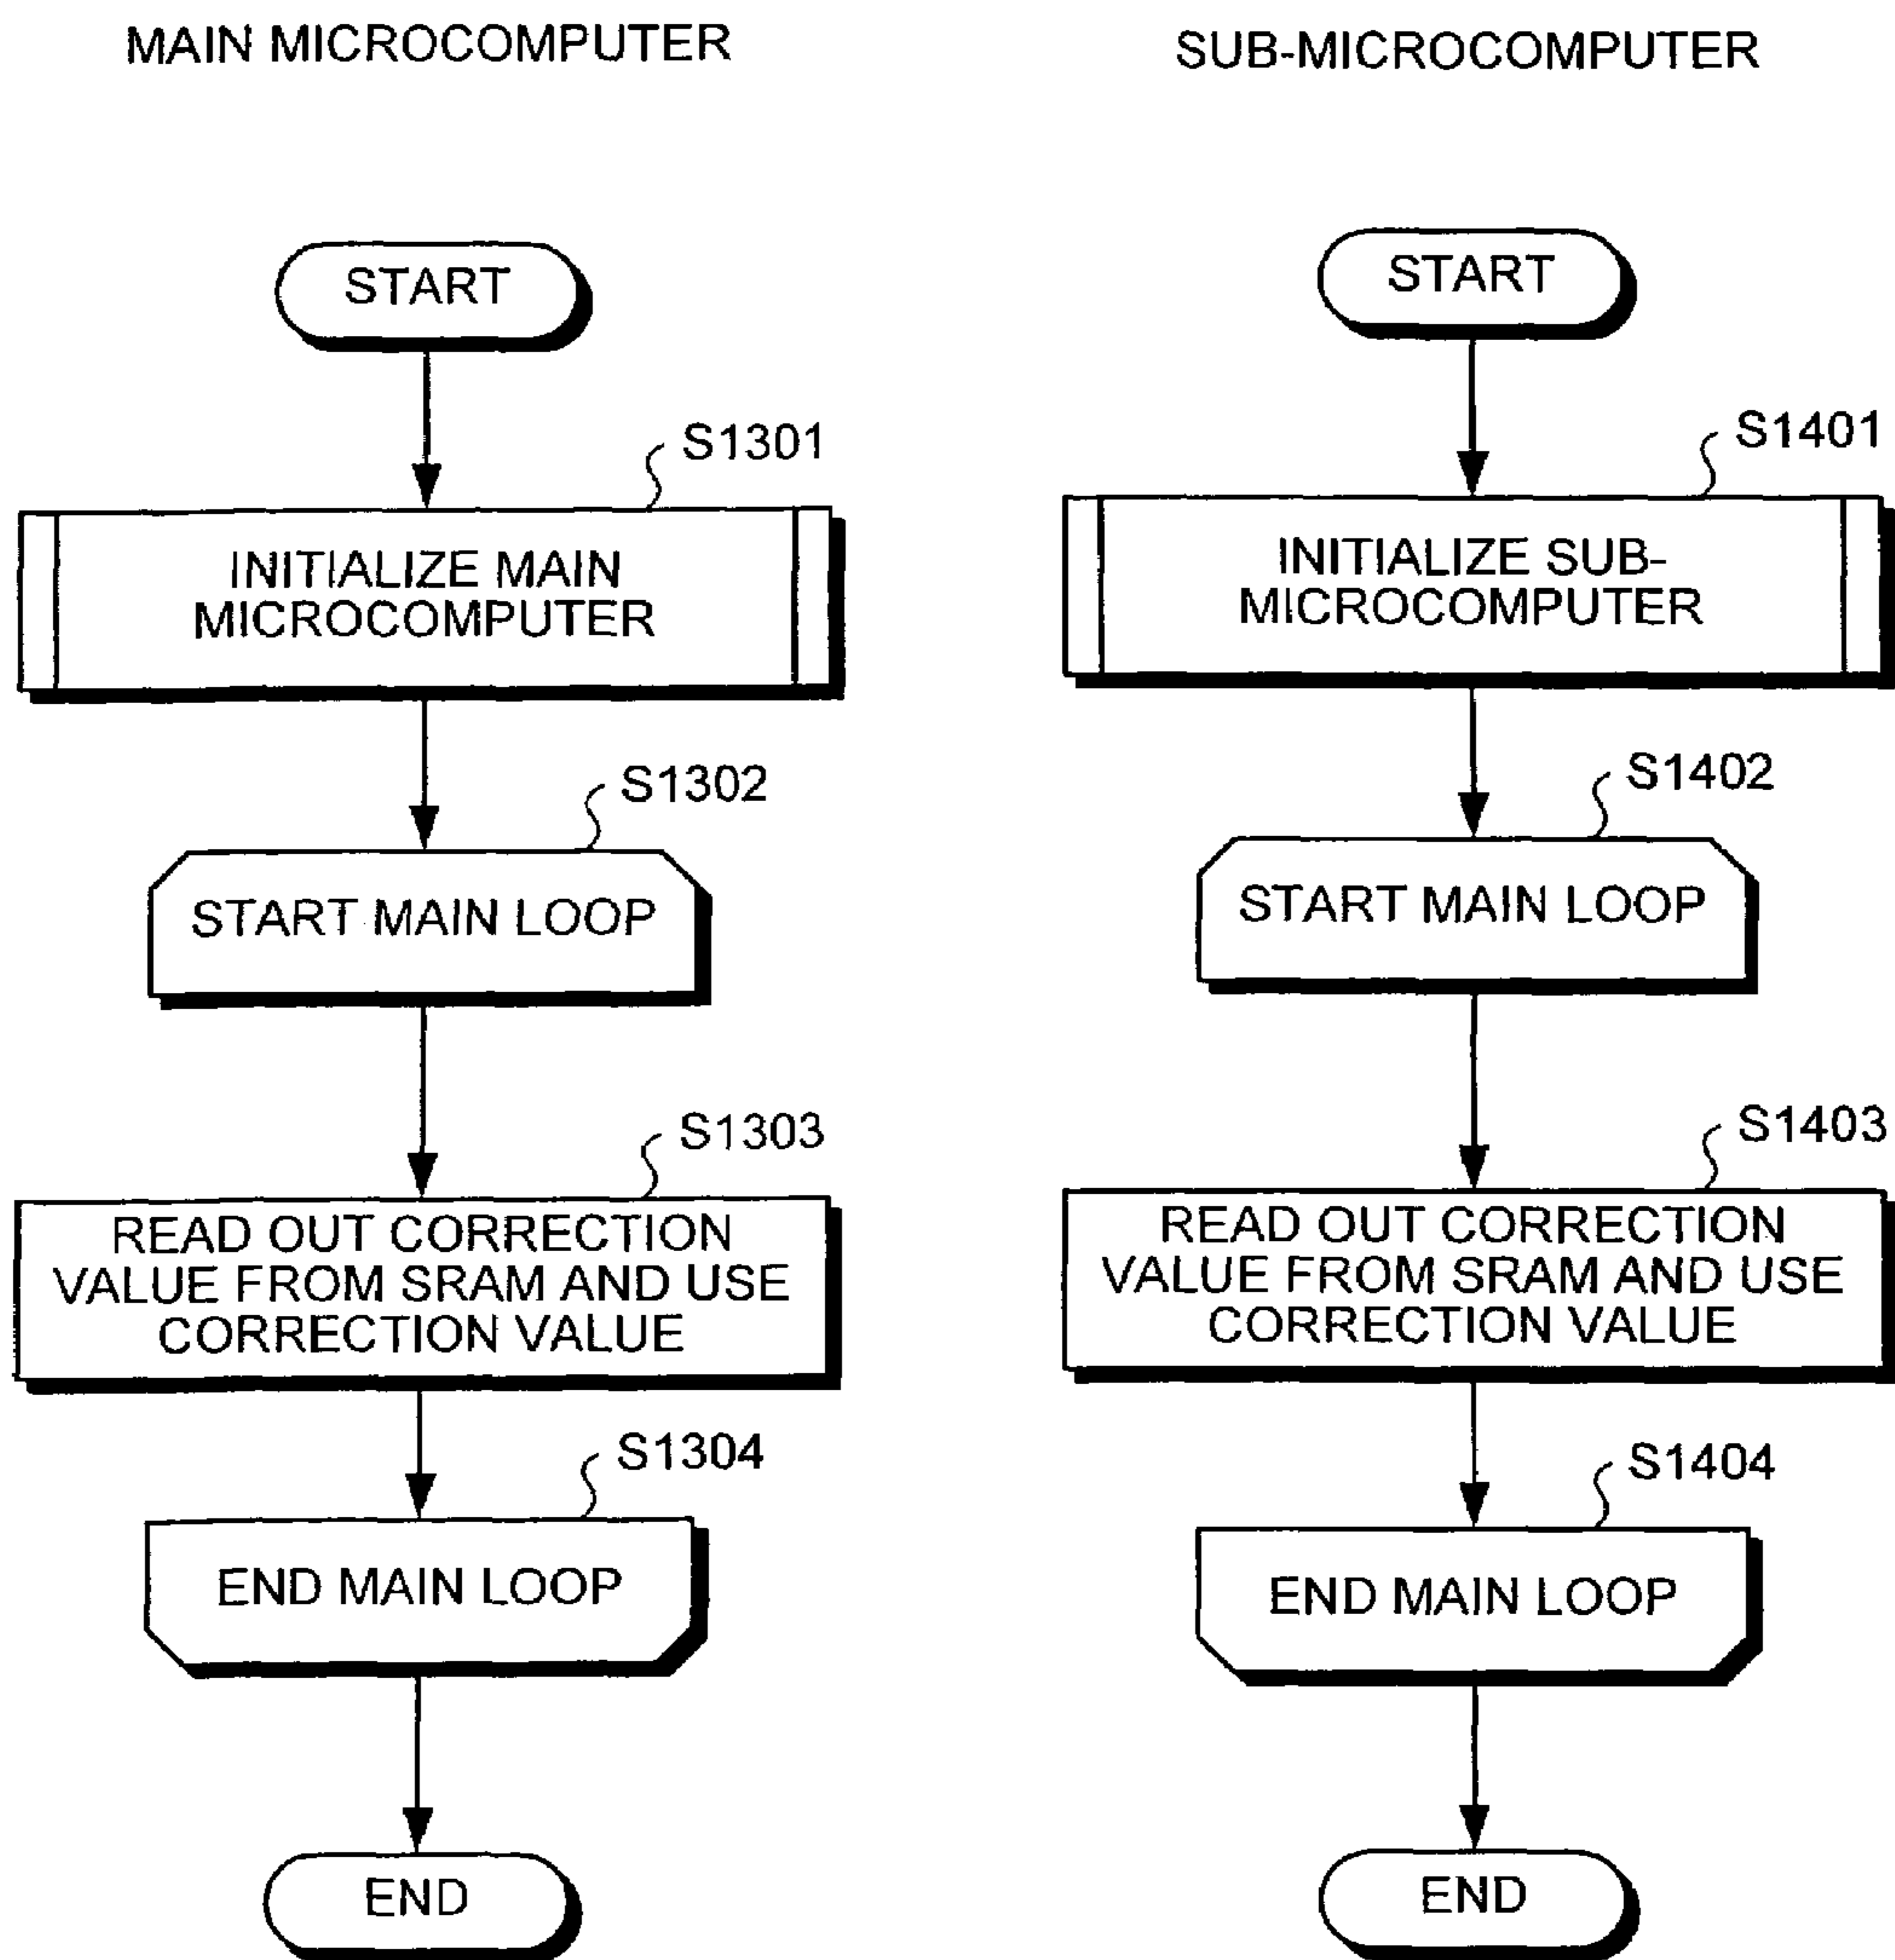 MAIN MICROCOMPUTER
START
S1301
INITIALIZE MAIN
MICROCOMPUTER
S1302
START MAIN LOOP
S1303
READ OUT CORRECTION
VALUE FROM SRAM AND USE
CORRECTION VALUE
S1304
END MAIN LOOP
END
SUB-MICROCOMPUTER
START
S1401
INITIALIZE SUB-
MICROCOMPUTER
S1402
START MAIN LOOP
S1403
READ OUT CORRECTION
VALUE FROM SRAM AND USE
CORRECTION VALUE
S1404
END MAIN LOOP
END